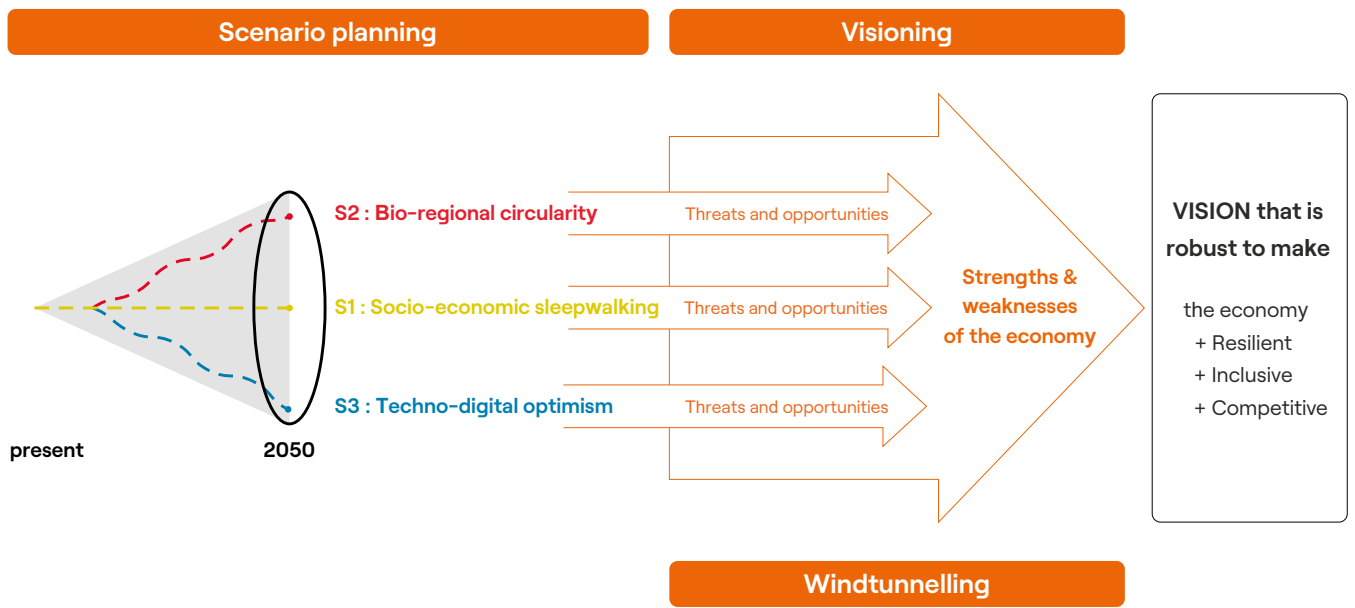 Scenario planning
Visioning
S2 : Bio-regional circularity
Threats and opportunities
S1 : Socio-economic sleepwalking
Threats and opportunities
S3 : Techno-digital optimism
Threats and opportunities
present
2050
Strengths &
weaknesses
of the economy
VISION that is
robust to make
the economy
+ Resilient
+ Inclusive
+ Competitive
Windtunnelling